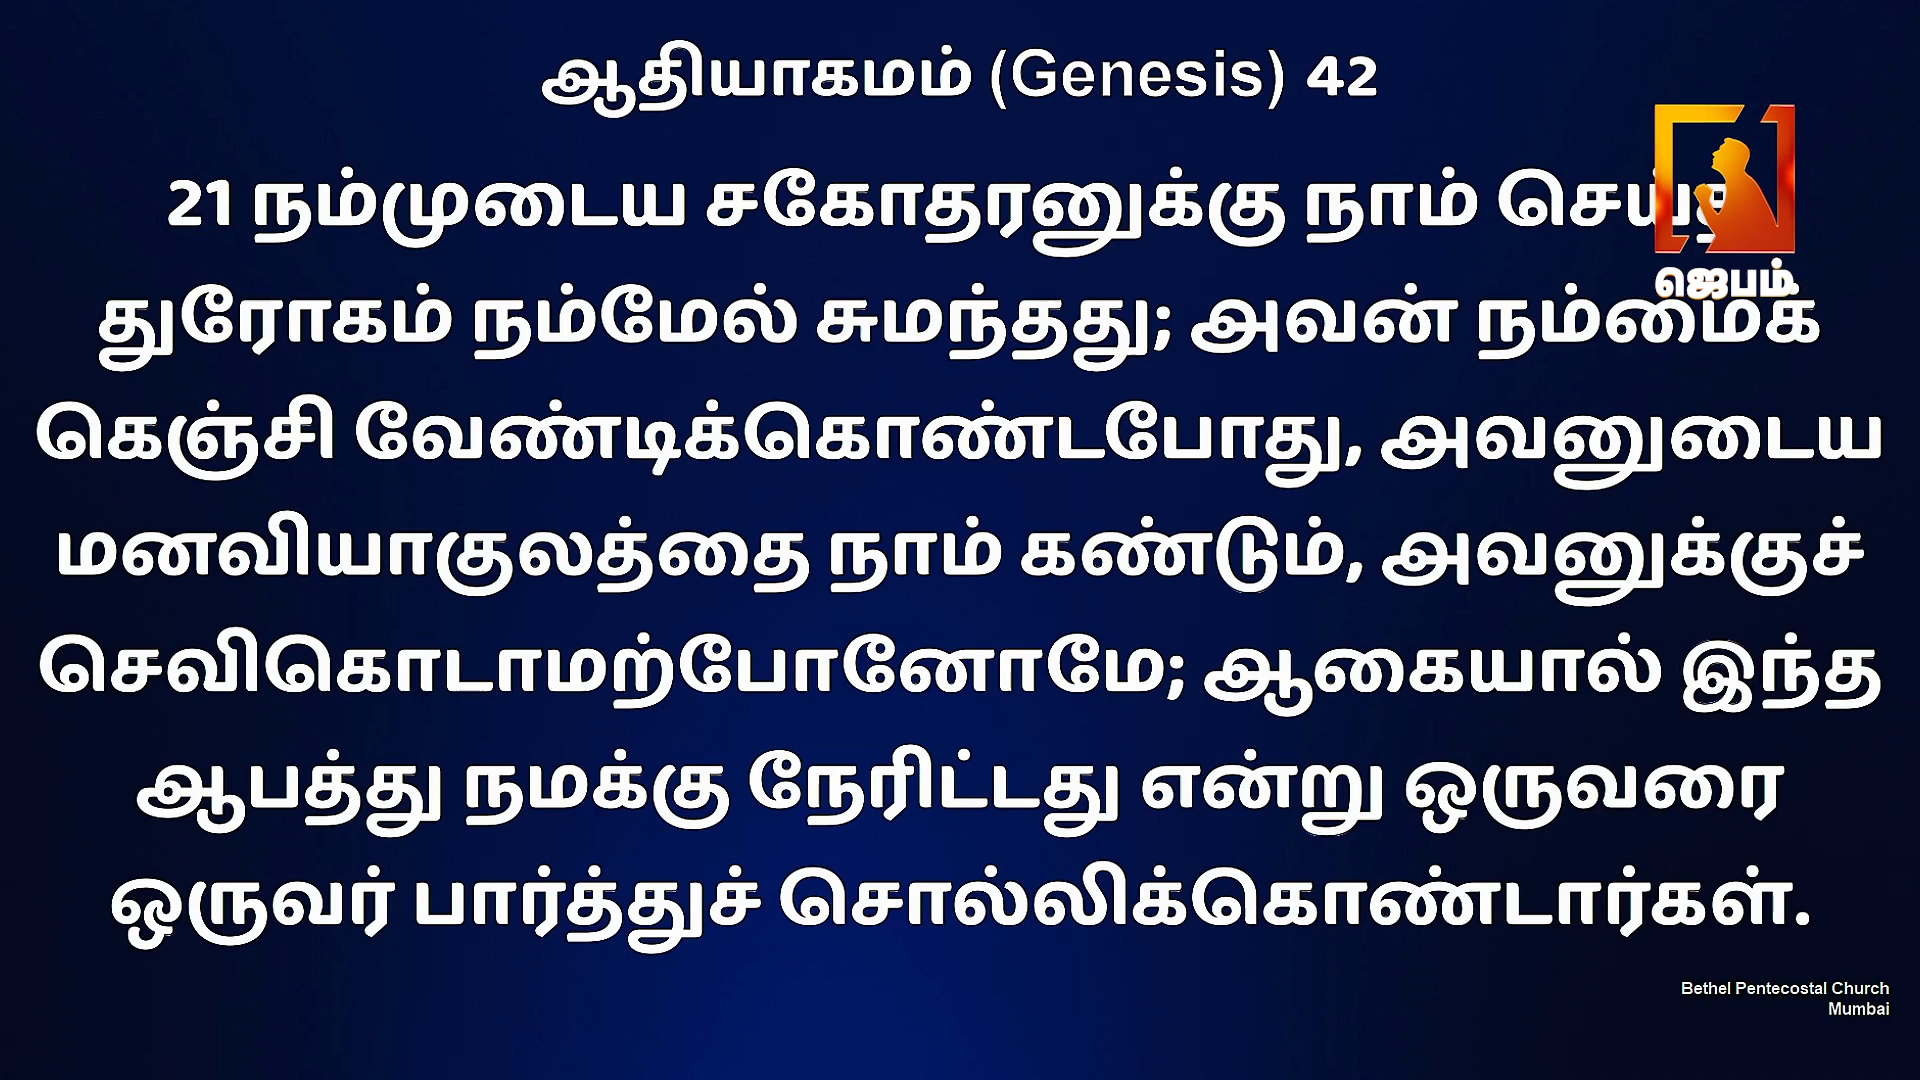 ஆதியாகமம் (Genesis) 42
21 நம்முடைய சகோதரனுக்கு நாம் செய்த
ஜெபம்
துரோகம் நம்மேல் சுமந்தது; அவன் நம்மைக்
கெஞ்சி வேண்டிக்கொண்டபோது, அவனுடைய
மனவியாகுலத்தை நாம் கண்டும், அவனுக்குச்
செவிகொடாமற்போனோமே; ஆகையால் இந்த
ஆபத்து நமக்கு நேரிட்டது என்று ஒருவரை
ஒருவர் பார்த்துச் சொல்லிக்கொண்டார்கள்.
Bethel Pentecostal Church
Mumbai